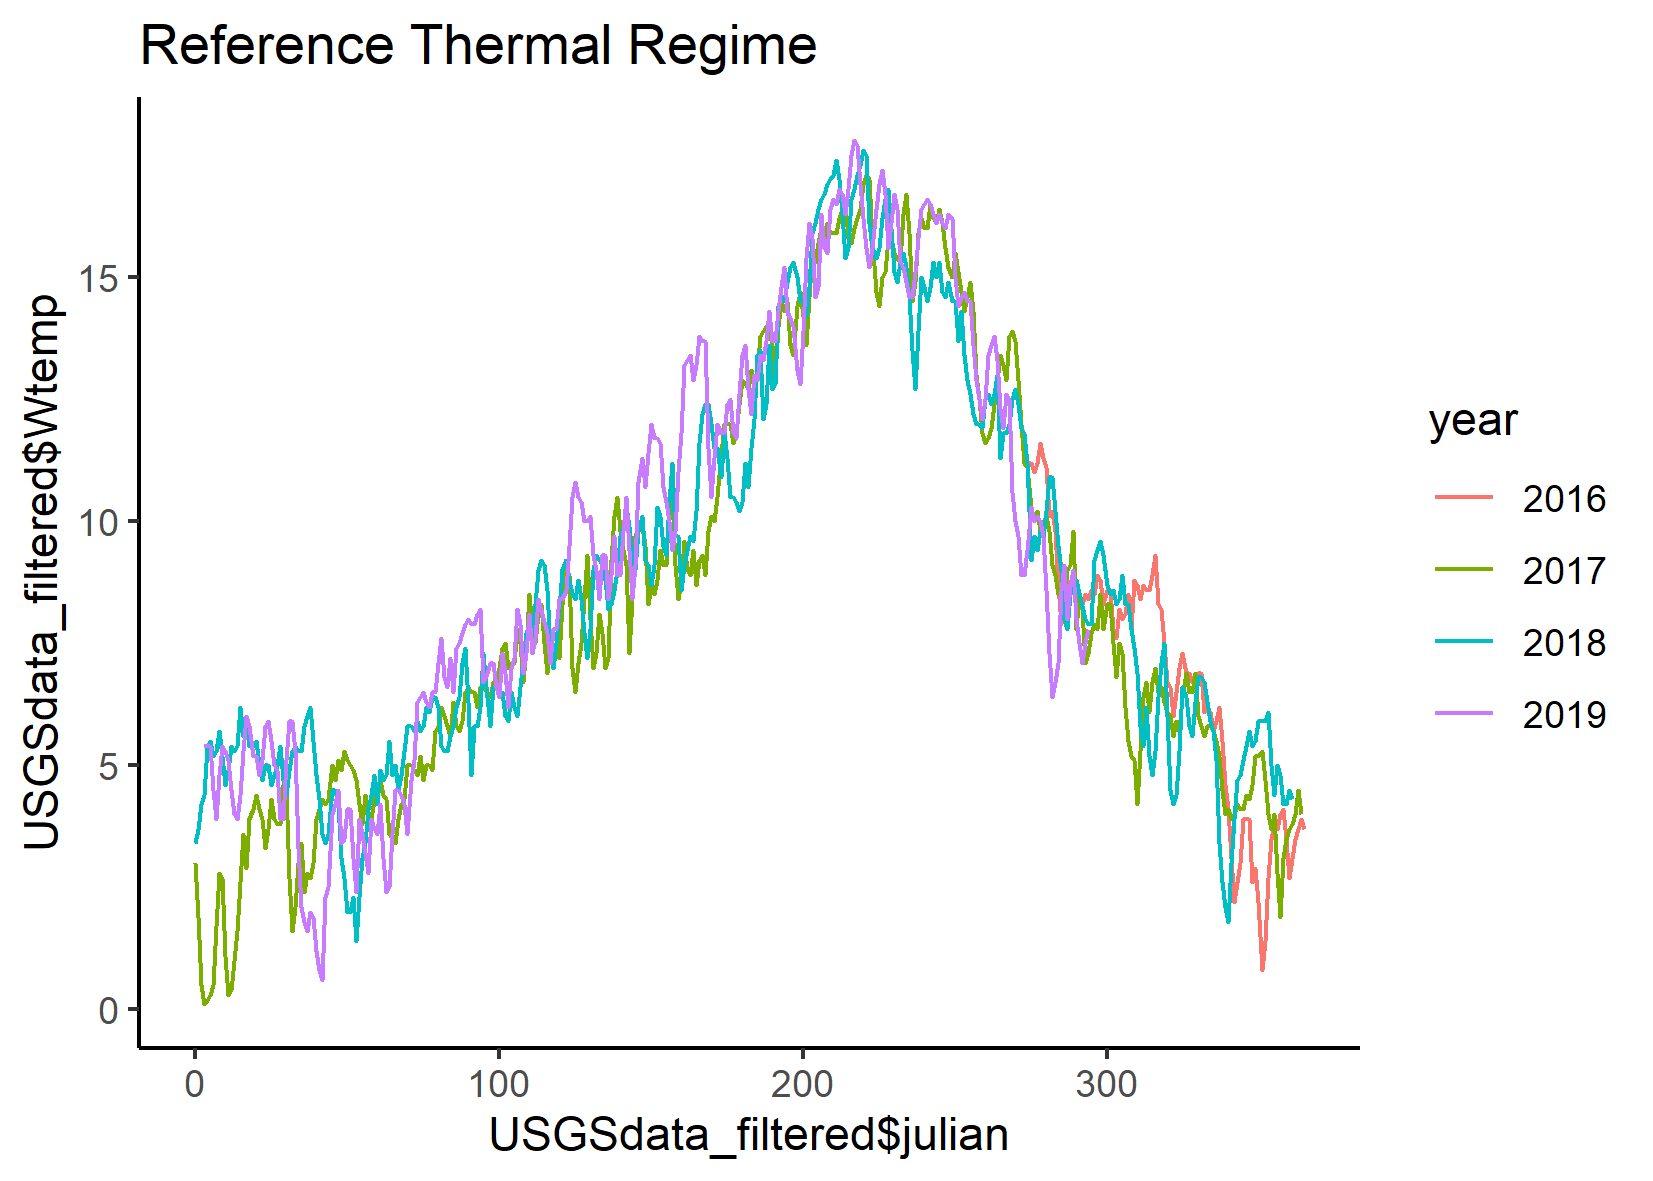 Reference Thermal Regime
USGSdata_filtered$Wtemp
15
10
5
0
0 100 200 300
USGSdata_filtered$julian
year
2016
2017
2018
2019